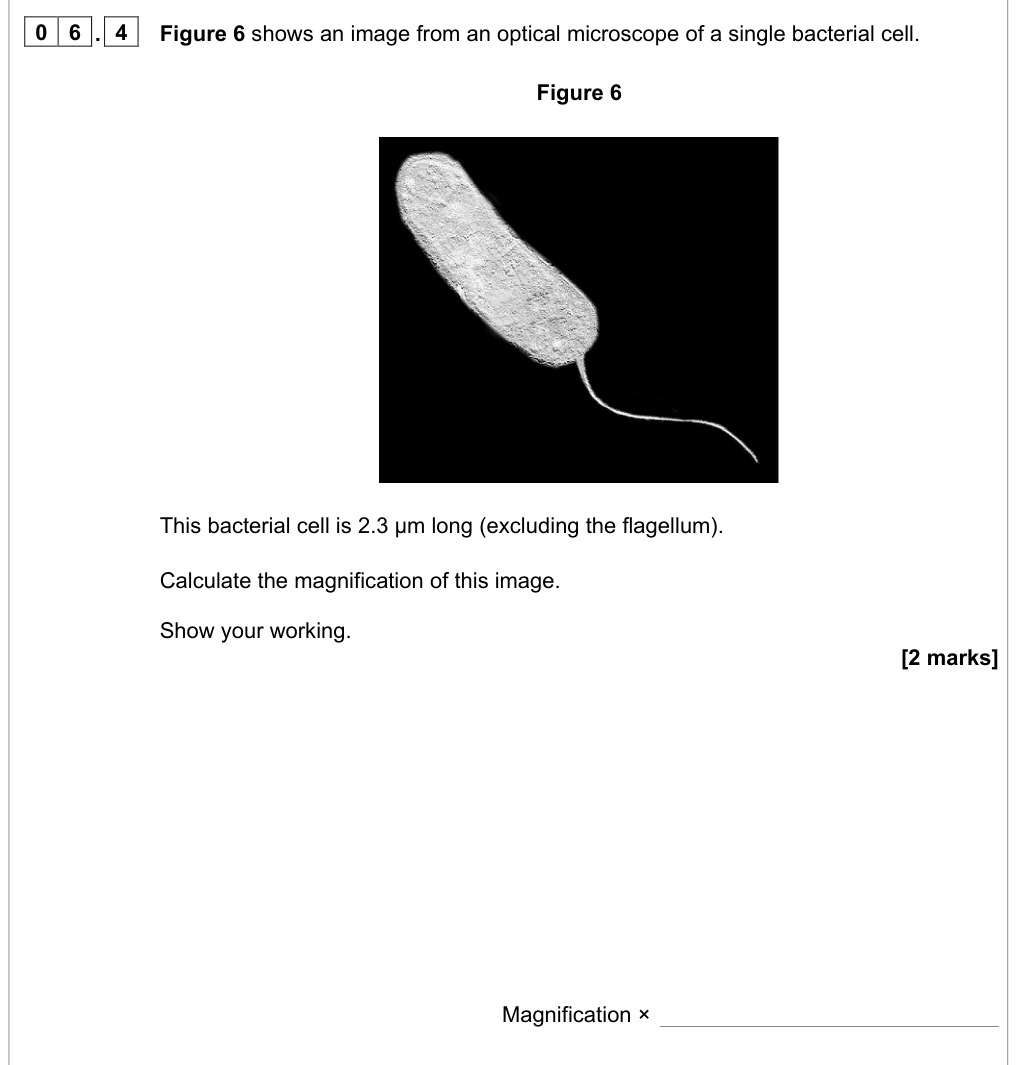 0 6 . 4 Figure 6 shows an image from an optical microscope of a single bacterial cell.
Figure 6
This bacterial cell is 2.3 µm long (excluding the flagellum).
Calculate the magnification of this image.
Show your working.
[2 marks]
Magnification ×